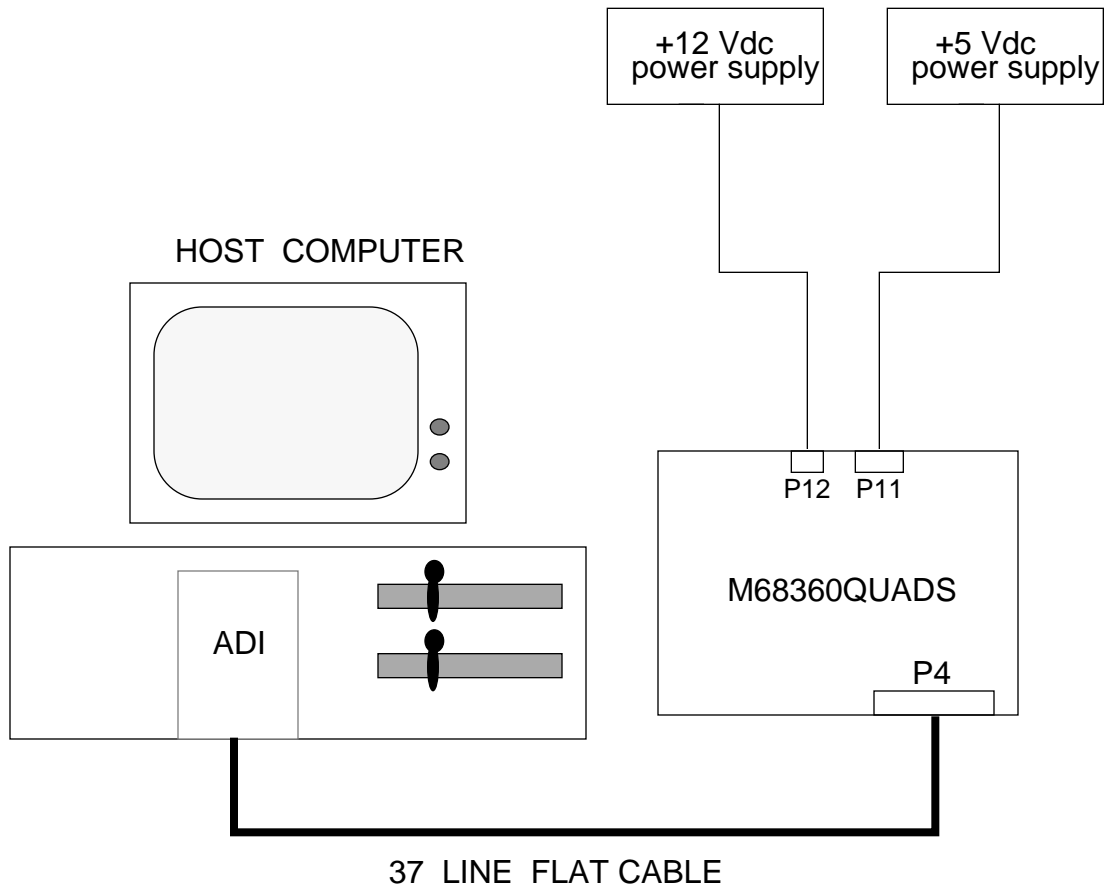 +12 Vdc
power supply
+5 Vdc
power supply
HOST COMPUTER
P12
P11
M68360QUADS
ADI
P4
37 LINE FLAT CABLE